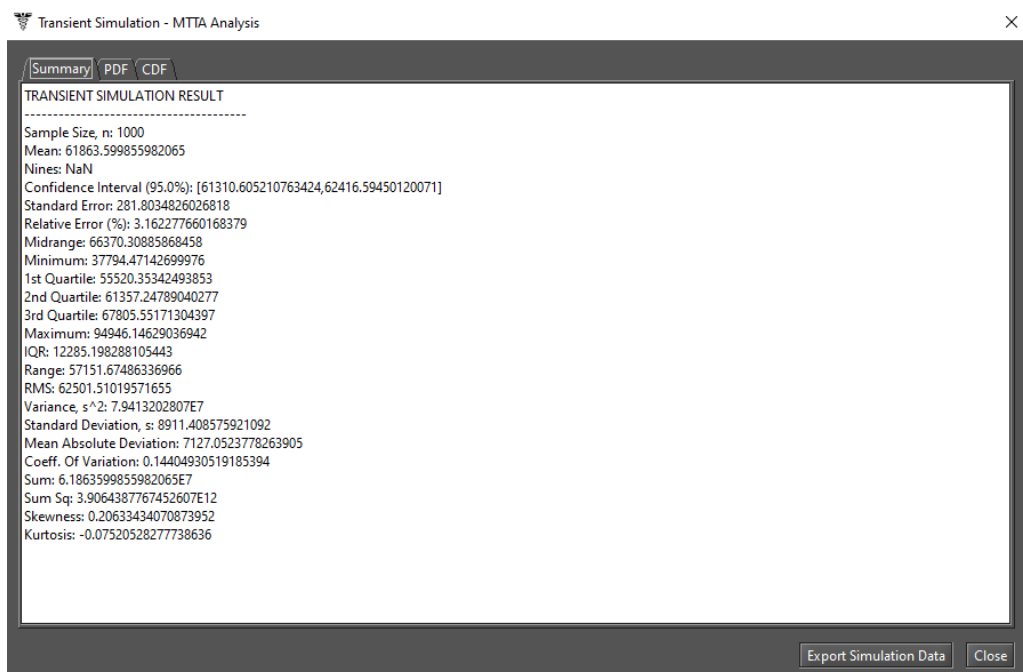 Transient Simulation - MTTA Analysis
Summary PDF CDF
TRANSIENT SIMULATION RESULT
---------------------------------------
Sample Size, n: 1000
Mean: 61863.599855982065
Nines: NaN
Confidence Interval (95.0%): [61310.605210763424,62416.59450120071]
Standard Error: 281.8034826026818
Relative Error (%): 3.162277660168379
Midrange: 66370.30885868458
Minimum: 37794.47142699976
1st Quartile: 55520.35342493853
2nd Quartile: 61357.24789040277
3rd Quartile: 67805.55171304397
Maximum: 94946.14629036942
IQR: 12285.198288105443
Range: 57151.67486336966
RMS: 62501.51019571655
Variance, s^2: 7.9413202807E7
Standard Deviation, s: 8911.408575921092
Mean Absolute Deviation: 7127.0523778263905
Coeff. Of Variation: 0.14404930519185394
Sum: 6.1863599855982065E7
Sum Sq: 3.9064387767452607E12
Skewness: 0.20633434070873952
Kurtosis: -0.07520528277738636
Export Simulation Data Close